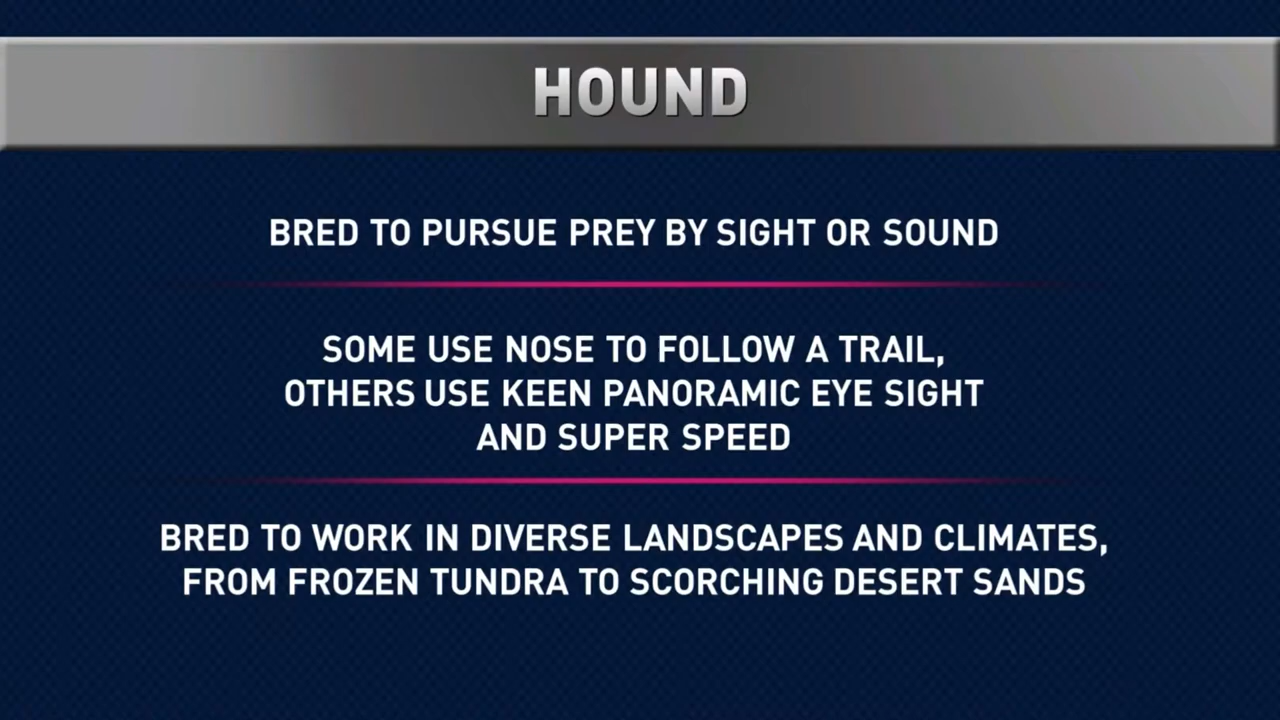 HOUND
BRED TO PURSUE PREY BY SIGHT OR SOUND
SOME USE NOSE TO FOLLOW A TRAIL,
OTHERS USE KEEN PANORAMIC EYE SIGHT
AND SUPER SPEED
BRED TO WORK IN DIVERSE LANDSCAPES AND CLIMATES,
FROM FROZEN TUNDRA TO SCORCHING DESERT SANDS